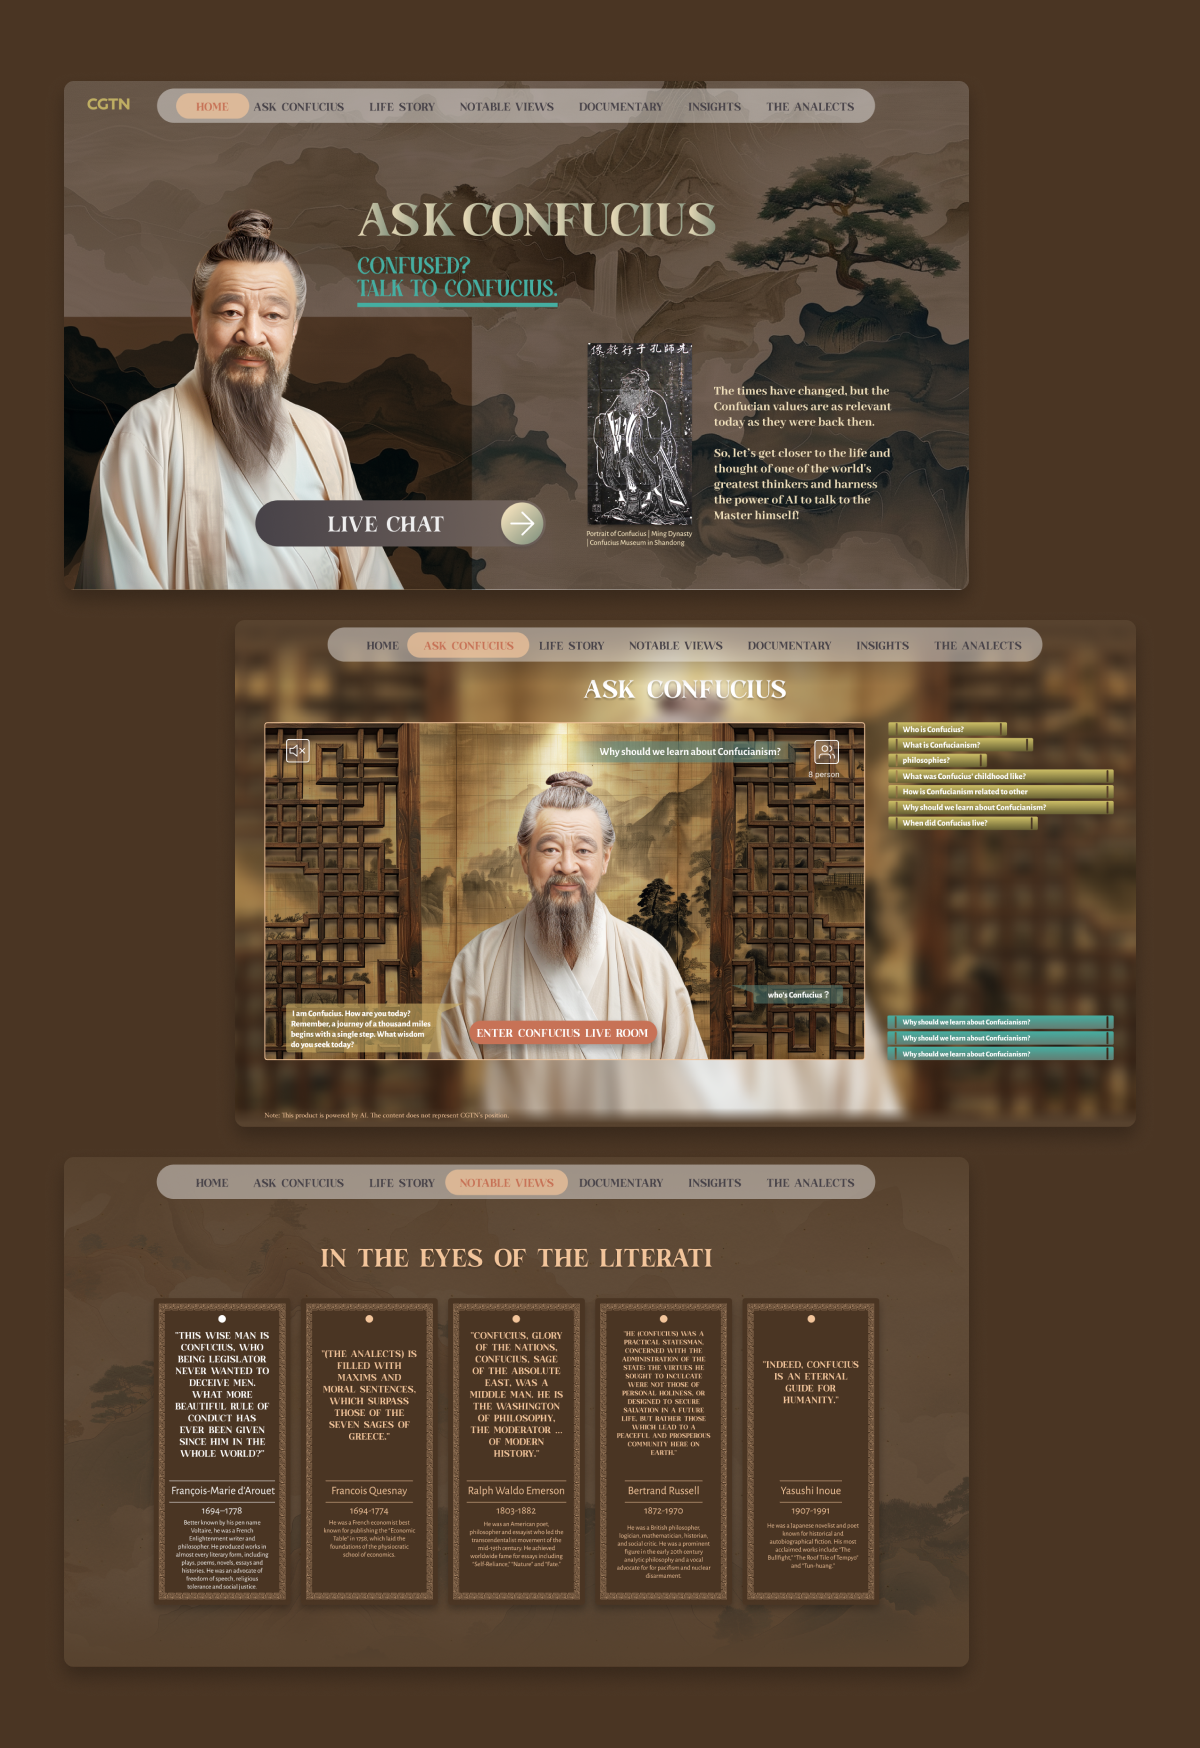 CGTN
HOME
ASK CONFUCIUS
LIFE STORY
NOTABLE VIEWS
DOCUMENTARY
INSIGHTS
THE ANALECTS
ASK CONFUCIUS
CONFUSED?
TALK TO CONFUCIUS.
像教行子孔師先
The times have changed, but the
Confucian values are as relevant
today as they were back then.
So, let's get closer to the life and
thought of one of the world's
greatest thinkers and harness
the power of AI to talk to the
Master himself!
LIVE CHAT
Portrait of Confucius | Ming Dynasty
| Confucius Museum in Shandong
HOME
ASK CONFUCIUS
LIFE STORY
NOTABLE VIEWS
DOCUMENTARY
INSIGHTS
THE ANALECTS
ASK CONFUCIUS
Why should we learn about Confucianism?
8 person
who's Confucius ?
I am Confucius. How are you today?
Remember, a journey of a thousand miles
begins with a single step. What wisdom
do you seek today?
ENTER CONFUCIUS LIVE ROOM
Who is Confucius?
What is Confucianism?
philosophies?
What was Confucius' childhood like?
How is Confucianism related to other
Why should we learn about Confucianism?
When did Confucius live?
Why should we learn about Confucianism?
Why should we learn about Confucianism?
Why should we learn about Confucianism?
Note: This product is powered by AI. The content does not represent CGTN's position.
HOME
ASK CONFUCIUS
LIFE STORY
NOTABLE VIEWS
DOCUMENTARY
INSIGHTS
THE ANALECTS
IN THE EYES OF THE LITERATI
"THIS WISE MAN IS
CONFUCIUS, WHO
BEING LEGISLATOR
NEVER WANTED TO
DECEIVE MEN.
WHAT MORE
BEAUTIFUL RULE OF
CONDUCT HAS
EVER BEEN GIVEN
SINCE HIM IN THE
WHOLE WORLD?"
François-Marie d'Arouet
1694–1778
Better known by his pen name
Voltaire, he was a French
Enlightenment writer and
philosopher. He produced works in
almost every literary form, including
plays, poems, novels, essays and
histories. He was an advocate of
freedom of speech, religious
tolerance and social justice.
"(THE ANALECTS) IS
FILLED WITH
MAXIMS AND
MORAL SENTENCES,
WHICH SURPASS
THOSE OF THE
SEVEN SAGES OF
GREECE."
Francois Quesnay
1694-1774
He was a French economist best
known for publishing the "Economic
Table" in 1758, which laid the
foundations of the physiocratic
school of economics.
"CONFUCIUS, GLORY
OF THE NATIONS,
CONFUCIUS, SAGE
OF THE ABSOLUTE
EAST, WAS A
MIDDLE MAN. HE IS
THE WASHINGTON
OF PHILOSOPHY,
THE MODERATOR ...
OF MODERN
HISTORY."
Ralph Waldo Emerson
1803-1882
He was an American poet,
philosopher and essayist who led the
transcendentalist movement of the
mid-19th century. He achieved
worldwide fame for essays including
"Self-Reliance," "Nature" and "Fate."
"HE (CONFUCIUS) WAS A
PRACTICAL STATESMAN,
CONCERNED WITH THE
ADMINISTRATION OF THE
STATE; THE VIRTUES HE
SOUGHT TO INCULCATE
WERE NOT THOSE OF
PERSONAL HOLINESS, OR
DESIGNED TO SECURE
SALVATION IN A FUTURE
LIFE, BUT RATHER THOSE
WHICH LEAD TO A
PEACEFUL AND PROSPEROUS
COMMUNITY HERE ON
EARTH."
Bertrand Russell
1872-1970
He was a British philosopher,
logician, mathematician, historian,
and social critic. He was a prominent
figure in the early 20th century
analytic philosophy and a vocal
advocate for for pacifism and nuclear
disarmament.
"INDEED, CONFUCIUS
IS AN ETERNAL
GUIDE FOR
HUMANITY."
Yasushi Inoue
1907-1991
He was a Japanese novelist and poet
known for historical and
autobiographical fiction. His most
acclaimed works include "The
Bullfight," "The Roof Tile of Tempyo"
and "Tun-huang."